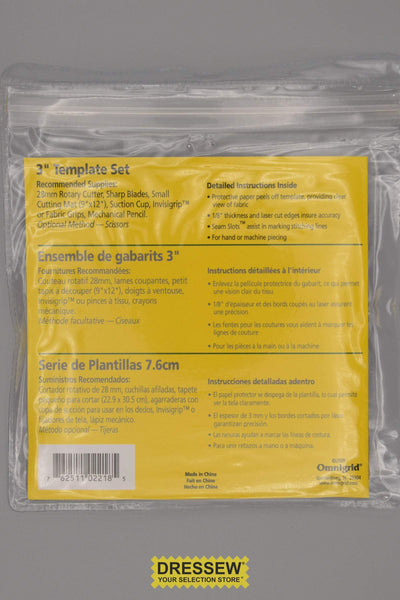 3" Template Set
Recommended Supplies:
28mm Rotary Cutter, Sharp Blades, Small
Cutting Mat (9"x12"), Suction Cup, Invisigrip™
or Fabric Grips, Mechanical Pencil.
Optional Method — Scissors
Detailed Instructions Inside
• Protective paper peels off template, providing clear
view of fabric
• 1/8" thickness and laser cut edges insure accuracy
• Seam Slots™ assist in marking stitching lines
• For hand or machine piecing
Ensemble de gabarits 3"
Fournitures Recommandées:
Couteau rotatif 28mm, lames coupantes, petit
tapis à decouper (9"x12"), doigts à ventouse,
Invisigrip™ ou pinces à tissu, crayons
mécanique.
Méthode facultative — Ciseaux
Instructions détaillées à l'intérieur
• Enlevez la pellicule protectrice du gabarit, ce qui permet
une vision clair du tissu.
• 1/8" d'épaisseur et des bords coupés au laser assurent
une précision.
• Les fentes pour les coutures vous aident à marquer les
lignes de couture
• Pour les pièces à la main ou à la machine
Serie de Plantillas 7.6cm
Suministros Recomendados:
Cortador rotativo de 28 mm, cuchillas afiladas, tapete
pequeño para cortar (22.9 x 30.5 cm), agarraderas con
copa de succión para usar en los dedos, Invisigrip™ o
fijadores de tela, lápiz mecánico.
Método opcional — Tijeras
Instrucciones detalladas adentro
• El papel protector se despega de la plantilla, lo cual permite
ver la tela claramente.
• El espesor de 3 mm y los bordes cortados por láser
garantizan precisión.
• Las ranuras ayudan a marcar las líneas de costura.
• Para unir retazos a mano o a máquina.
7 62511 02218 5
Made in China
Fait en Chine
Hecho en China
Omnigrid®
www.omnigrid.com
DRESSEW
YOUR SELECTION STORE™